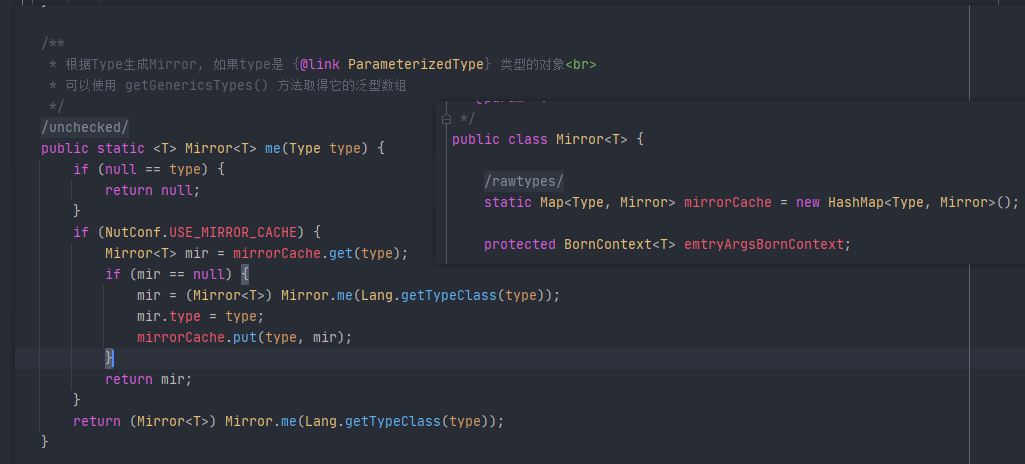 /**
 * 根据Type生成Mirror, 如果type是 {@link ParameterizedType} 类型的对象<br>
 * 可以使用 getGenericsTypes() 方法取得它的泛型数组
 */
/unchecked/
public static <T> Mirror<T> me(Type type) {
    if (null == type) {
        return null;
    }
    if (NutConf.USE_MIRROR_CACHE) {
        Mirror<T> mir = mirrorCache.get(type);
        if (mir == null) {
            mir = (Mirror<T>) Mirror.me(Lang.getTypeClass(type));
            mir.type = type;
            mirrorCache.put(type, mir);
        }
        return mir;
    }
    return (Mirror<T>) Mirror.me(Lang.getTypeClass(type));
}
 */
public class Mirror<T> {
    /rawtypes/
    static Map<Type, Mirror> mirrorCache = new HashMap<Type, Mirror>();
    protected BornContext<T> emtryArgsBornContext;